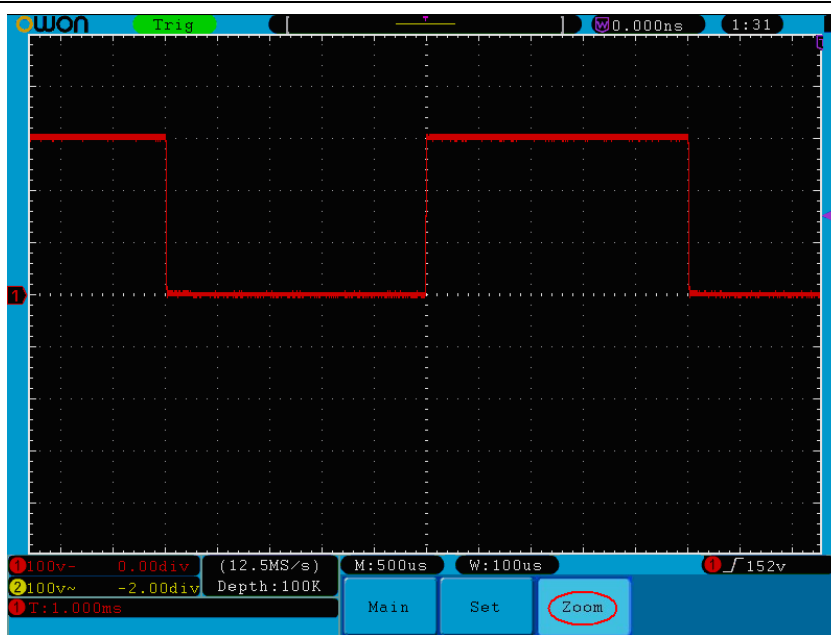 owon Trig [ T ] W 0.000ns 1:31
1
1 100v- 0.00div (12.5MS/s) M:500us W:100us 1 152v
2 100v~ -2.00div Depth:100K
1 T:1.000ms
Main Set Zoom